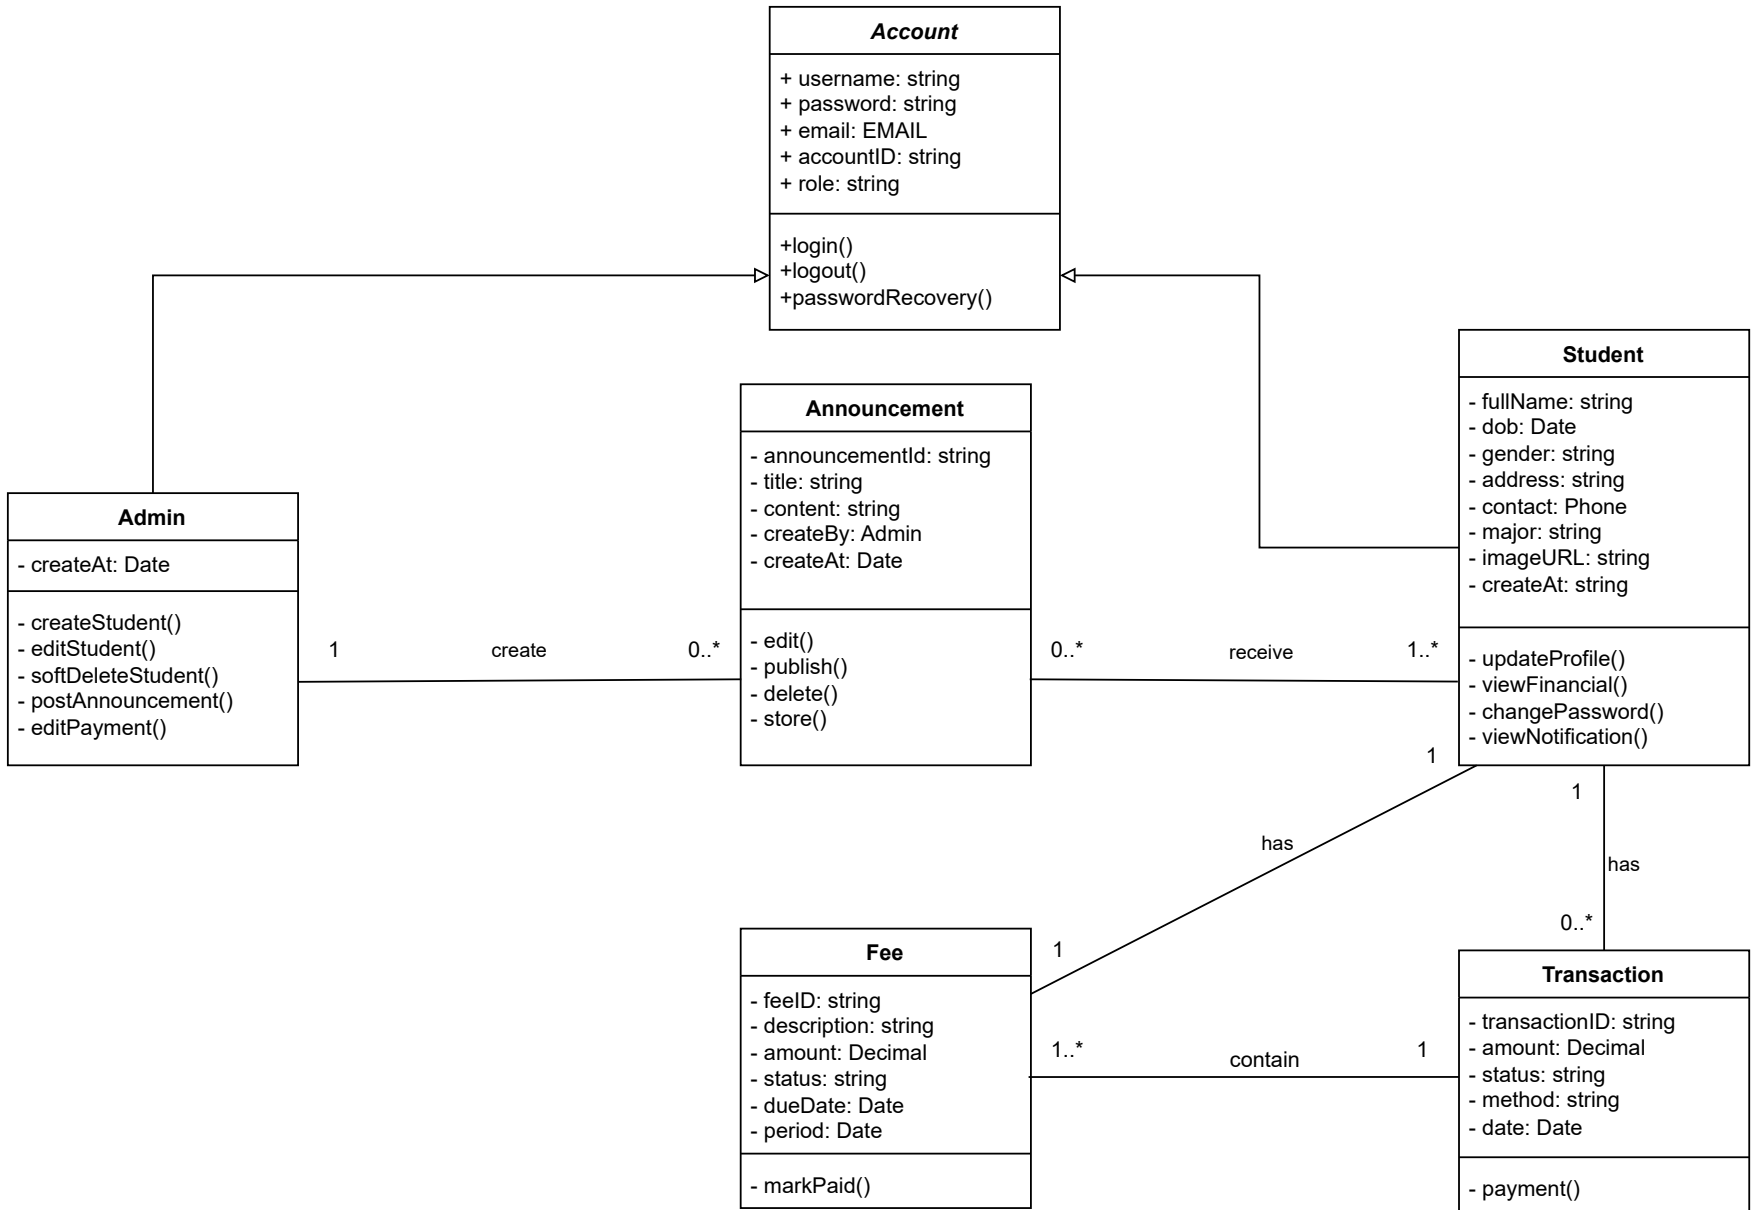 Account
+ username: string
+ password: string
+ email: EMAIL
+ accountID: string
+ role: string
+login()
+logout()
+passwordRecovery()
Student
- fullName: string
- dob: Date
- gender: string
- address: string
- contact: Phone
- major: string
- imageURL: string
- createAt: string
- updateProfile()
- viewFinancial()
- changePassword()
- viewNotification()
Announcement
- announcementId: string
- title: string
- content: string
- createBy: Admin
- createAt: Date
- edit()
- publish()
- delete()
- store()
Admin
- createAt: Date
- createStudent()
- editStudent()
- softDeleteStudent()
- postAnnouncement()
- editPayment()
1 create 0..*
0..* receive 1..*
1
has
1
1
has
0..*
Fee
- feeID: string
- description: string
- amount: Decimal
- status: string
- dueDate: Date
- period: Date
- markPaid()
1..* contain 1
Transaction
- transactionID: string
- amount: Decimal
- status: string
- method: string
- date: Date
- payment()